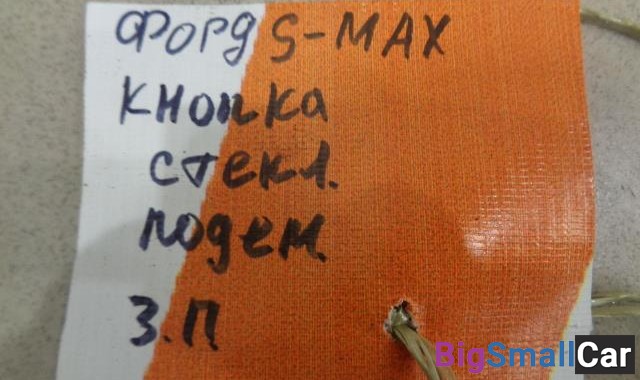 Форд S-MAX
кнопка
стекл.
подем.
З.П
BigSmallCar